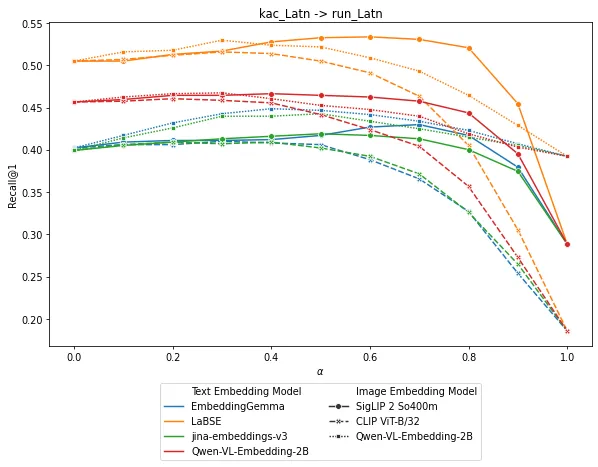 kac_Latn -> run_Latn
0.55
0.50
0.45
0.40
0.35
0.30
0.25
0.20
Recall@1
0.0 0.2 0.4 0.6 0.8 1.0
α
Text Embedding Model
EmbeddingGemma
LaBSE
jina-embeddings-v3
Qwen-VL-Embedding-2B
Image Embedding Model
SigLIP 2 So400m
CLIP ViT-B/32
Qwen-VL-Embedding-2B